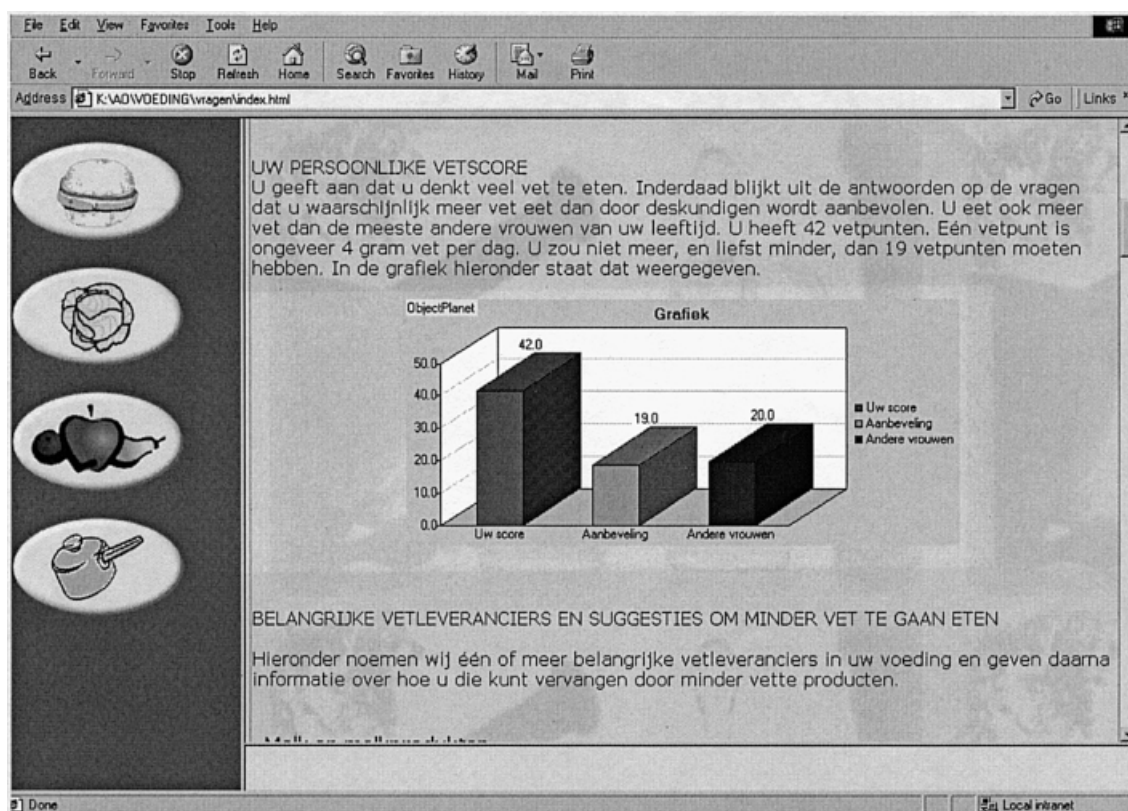 File Edit View Favorites Tools Help
Back Forward Stop Refresh Home Search Favorites History Mail Print
Address K:\AO\VOEDING\vragen\index.html Go Links
UW PERSOONLIJKE VETSCORE
U geeft aan dat u denkt veel vet te eten. Inderdaad blijkt uit de antwoorden op de vragen
dat u waarschijnlijk meer vet eet dan door deskundigen wordt aanbevolen. U eet ook meer
vet dan de meeste andere vrouwen van uw leeftijd. U heeft 42 vetpunten. Eén vetpunt is
ongeveer 4 gram vet per dag. U zou niet meer, en liefst minder, dan 19 vetpunten moeten
hebben. In de grafiek hieronder staat dat weergegeven.
ObjectPlanet
Grafiek
42.0
50.0
40.0
19.0
20.0
Uw score
Aanbeveling
30.0
Andere vrouwen
20.0
10.0
0.0
Uw score Aanbeveling Andere vrouwen
BELANGRIJKE VETLEVERANCIERS EN SUGGESTIES OM MINDER VET TE GAAN ETEN
Hieronder noemen wij één of meer belangrijke vetleveranciers in uw voeding en geven daarna
informatie over hoe u die kunt vervangen door minder vette producten.
Done Local intranet